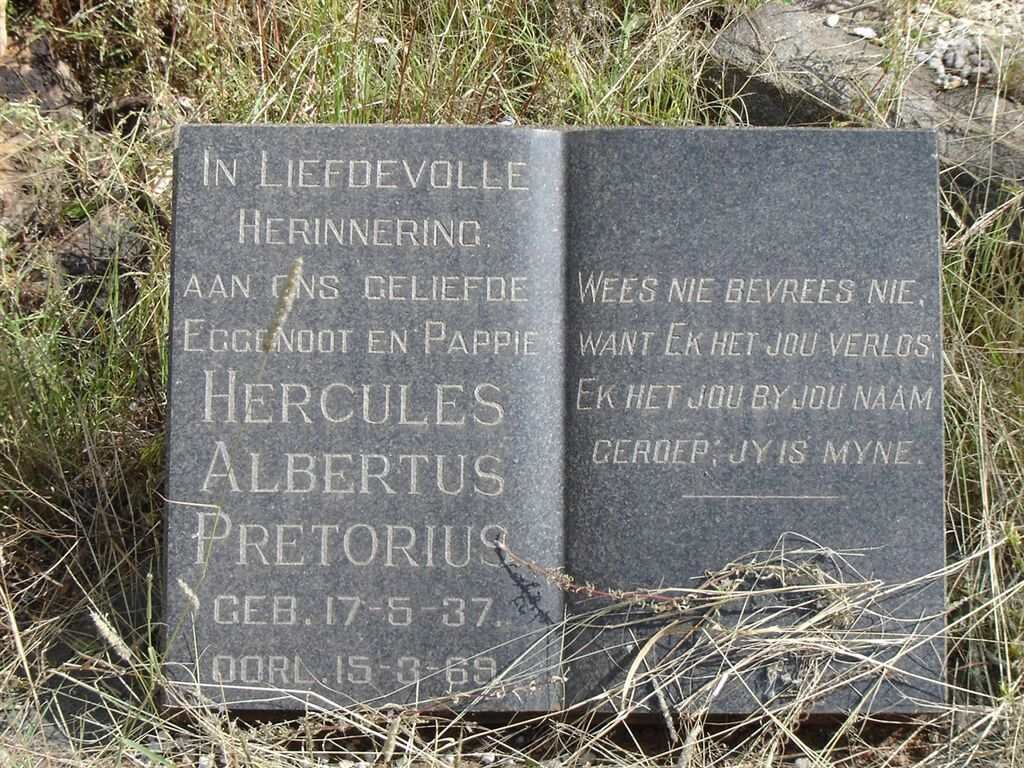 IN LIEFDEVOLLE
HERINNERING.
AAN ONS GELIEFDE
EGGENOOT EN PAPPIE
HERCULES
ALBERTUS
PRETORIUS
GEB. 17-5-37.
OORL. 15-3-69.
WEES NIE BEVREES NIE,
WANT EK HET JOU VERLOS.
EK HET JOU BY JOU NAAM
GEROEP; JY IS MYNE.